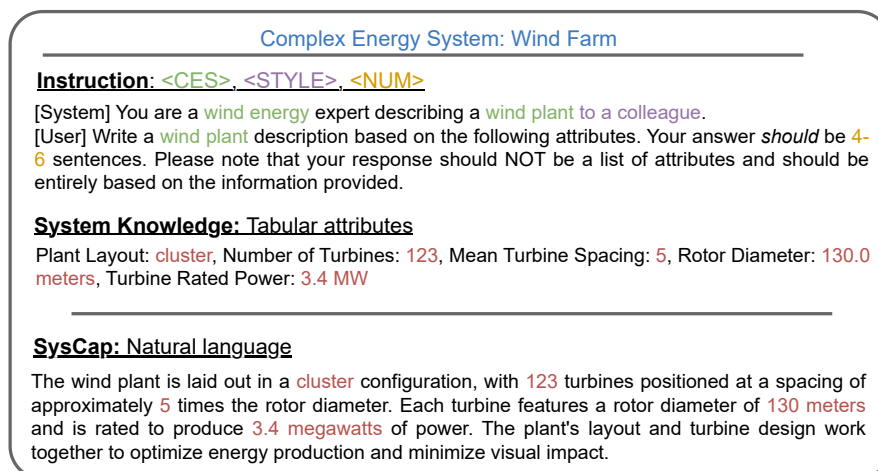 Complex Energy System: Wind Farm
Instruction: <CES>, <STYLE>, <NUM>
[System] You are a wind energy expert describing a wind plant to a colleague.
[User] Write a wind plant description based on the following attributes. Your answer should be 4-
6 sentences. Please note that your response should NOT be a list of attributes and should be
entirely based on the information provided.
System Knowledge: Tabular attributes
Plant Layout: cluster, Number of Turbines: 123, Mean Turbine Spacing: 5, Rotor Diameter: 130.0
meters, Turbine Rated Power: 3.4 MW
SysCap: Natural language
The wind plant is laid out in a cluster configuration, with 123 turbines positioned at a spacing of
approximately 5 times the rotor diameter. Each turbine features a rotor diameter of 130 meters
and is rated to produce 3.4 megawatts of power. The plant's layout and turbine design work
together to optimize energy production and minimize visual impact.